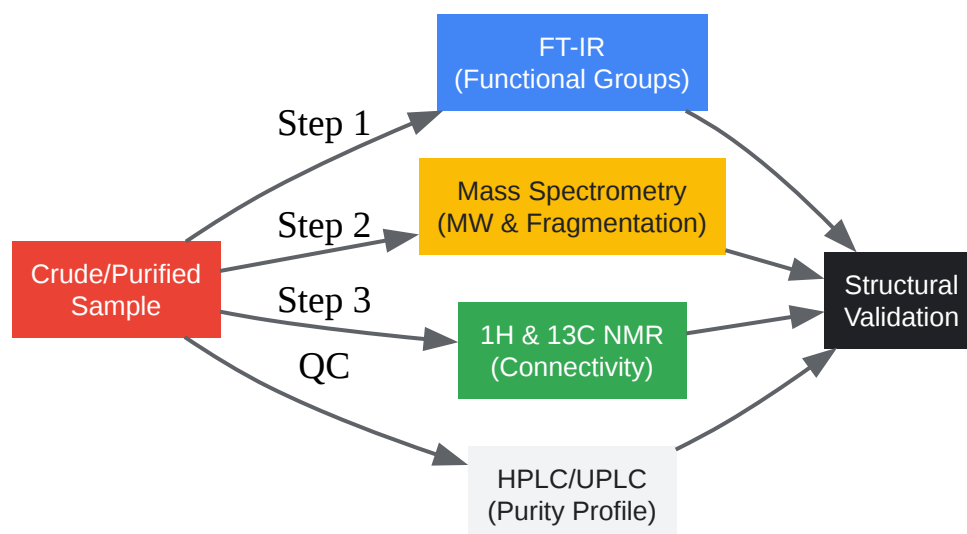 FT-IR
(Functional Groups)
Step 1
Mass Spectrometry
(MW & Fragmentation)
Step 2
Crude/Purified
Sample
Structural
Validation
Step 3
1H & 13C NMR
(Connectivity)
QC
HPLC/UPLC
(Purity Profile)